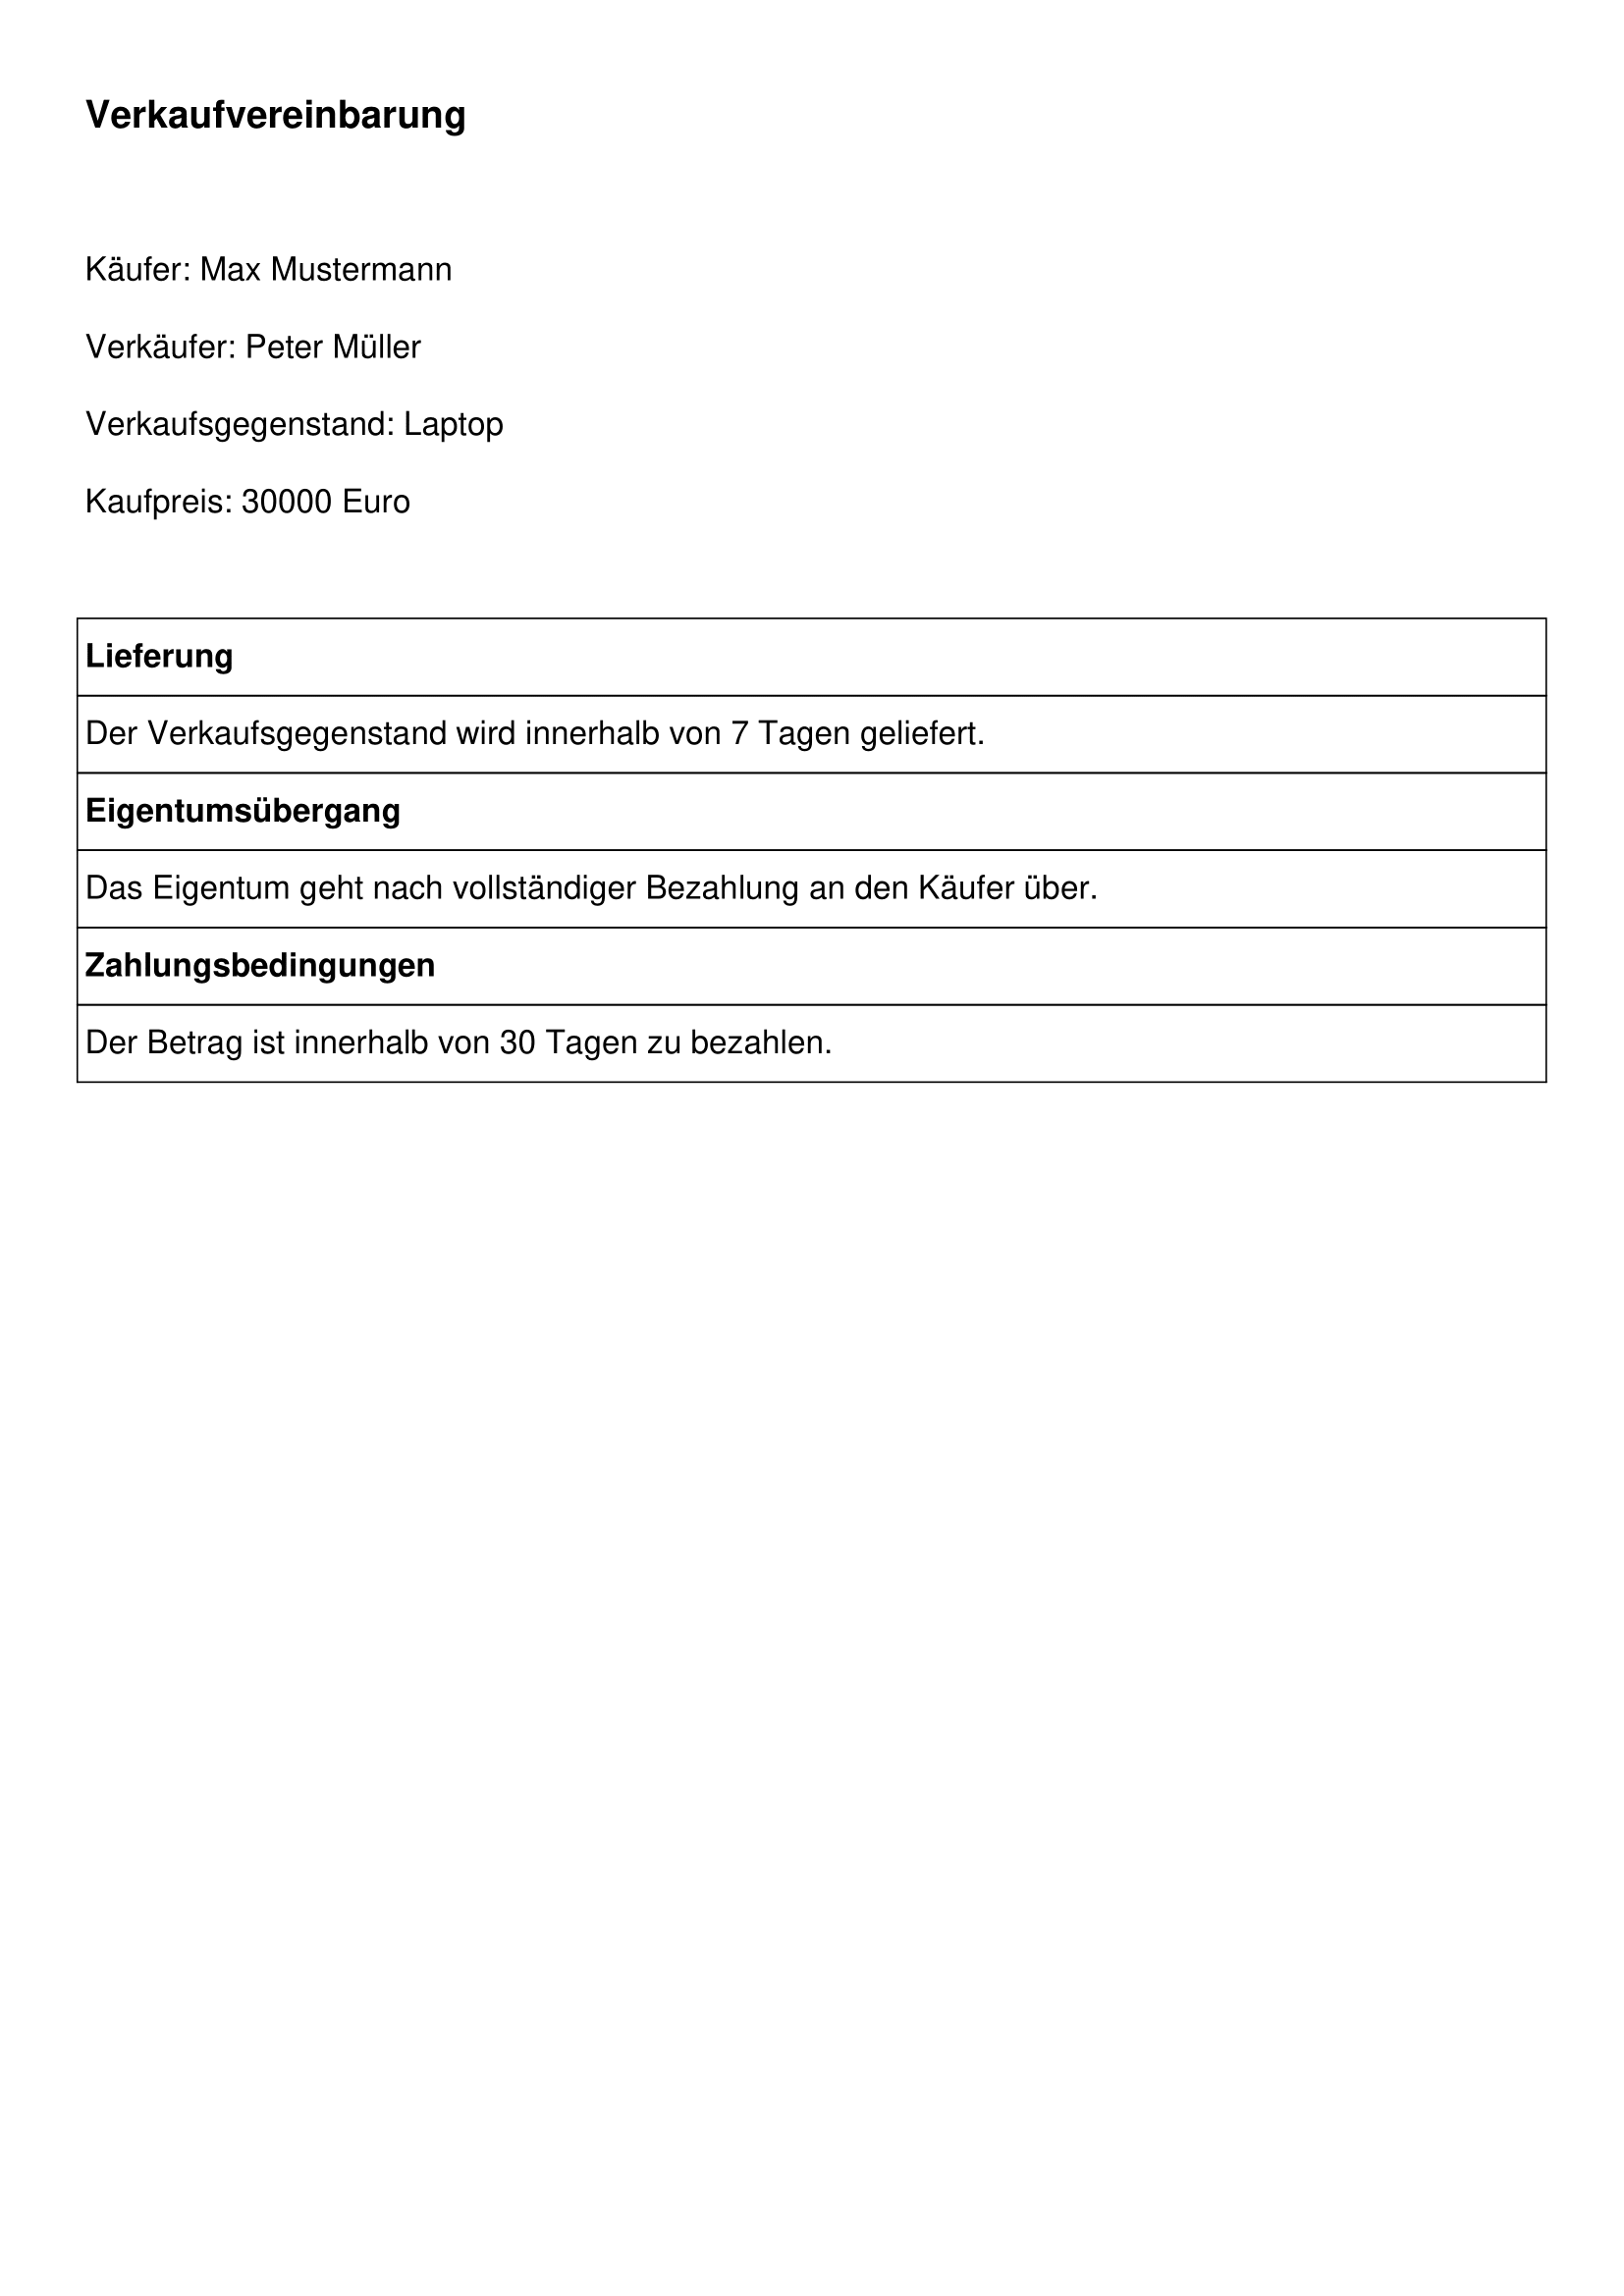 Verkaufvereinbarung
Käufer: Max Mustermann
Verkäufer: Peter Müller
Verkaufsgegenstand: Laptop
Kaufpreis: 30000 Euro
Lieferung
Der Verkaufsgegenstand wird innerhalb von 7 Tagen geliefert.
Eigentumsübergang
Das Eigentum geht nach vollständiger Bezahlung an den Käufer über.
Zahlungsbedingungen
Der Betrag ist innerhalb von 30 Tagen zu bezahlen.